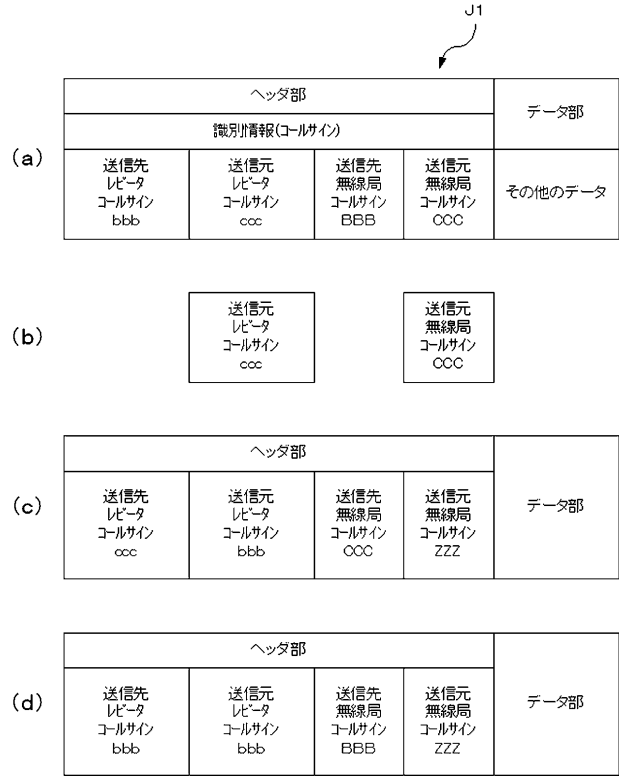 J1
ヘッダ部
データ部
識別情報(コールサイン)
(a)
送信先
レピータ
コールサイン
bbb
送信元
レピータ
コールサイン
ccc
送信先
無線局
コールサイン
BBB
送信元
無線局
コールサイン
CCC
その他のデータ
(b)
送信元
レピータ
コールサイン
ccc
送信元
無線局
コールサイン
CCC
(c)
ヘッダ部
データ部
送信先
レピータ
コールサイン
ccc
送信元
レピータ
コールサイン
bbb
送信先
無線局
コールサイン
CCC
送信元
無線局
コールサイン
ZZZ
(d)
ヘッダ部
データ部
送信先
レピータ
コールサイン
bbb
送信元
レピータ
コールサイン
bbb
送信先
無線局
コールサイン
BBB
送信元
無線局
コールサイン
ZZZ